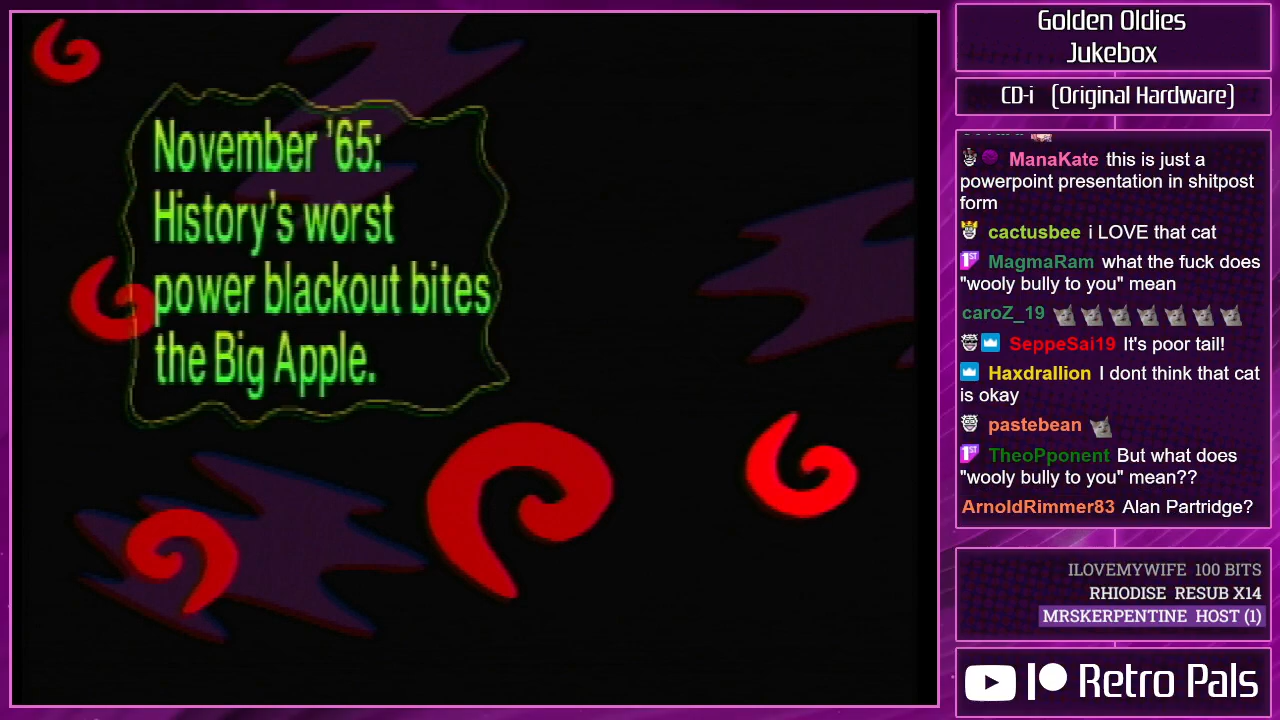 November '65:
History's worst
power blackout bites
the Big Apple.
Golden Oldies
Jukebox
CD-i (Original Hardware)
ManaKate this is just a
powerpoint presentation in shitpost
form
cactusbee i LOVE that cat
MagmaRam what the fuck does
"wooly bully to you" mean
caroZ_19
SeppeSai19 It's poor tail!
Haxdrallion I dont think that cat
is okay
pastebean
TheoPponent But what does
"wooly bully to you" mean??
ArnoldRimmer83 Alan Partridge?
ILOVEMYWIFE 100 BITS
RHIODISE RESUB X14
MRSKERPENTINE HOST (1)
Retro Pals